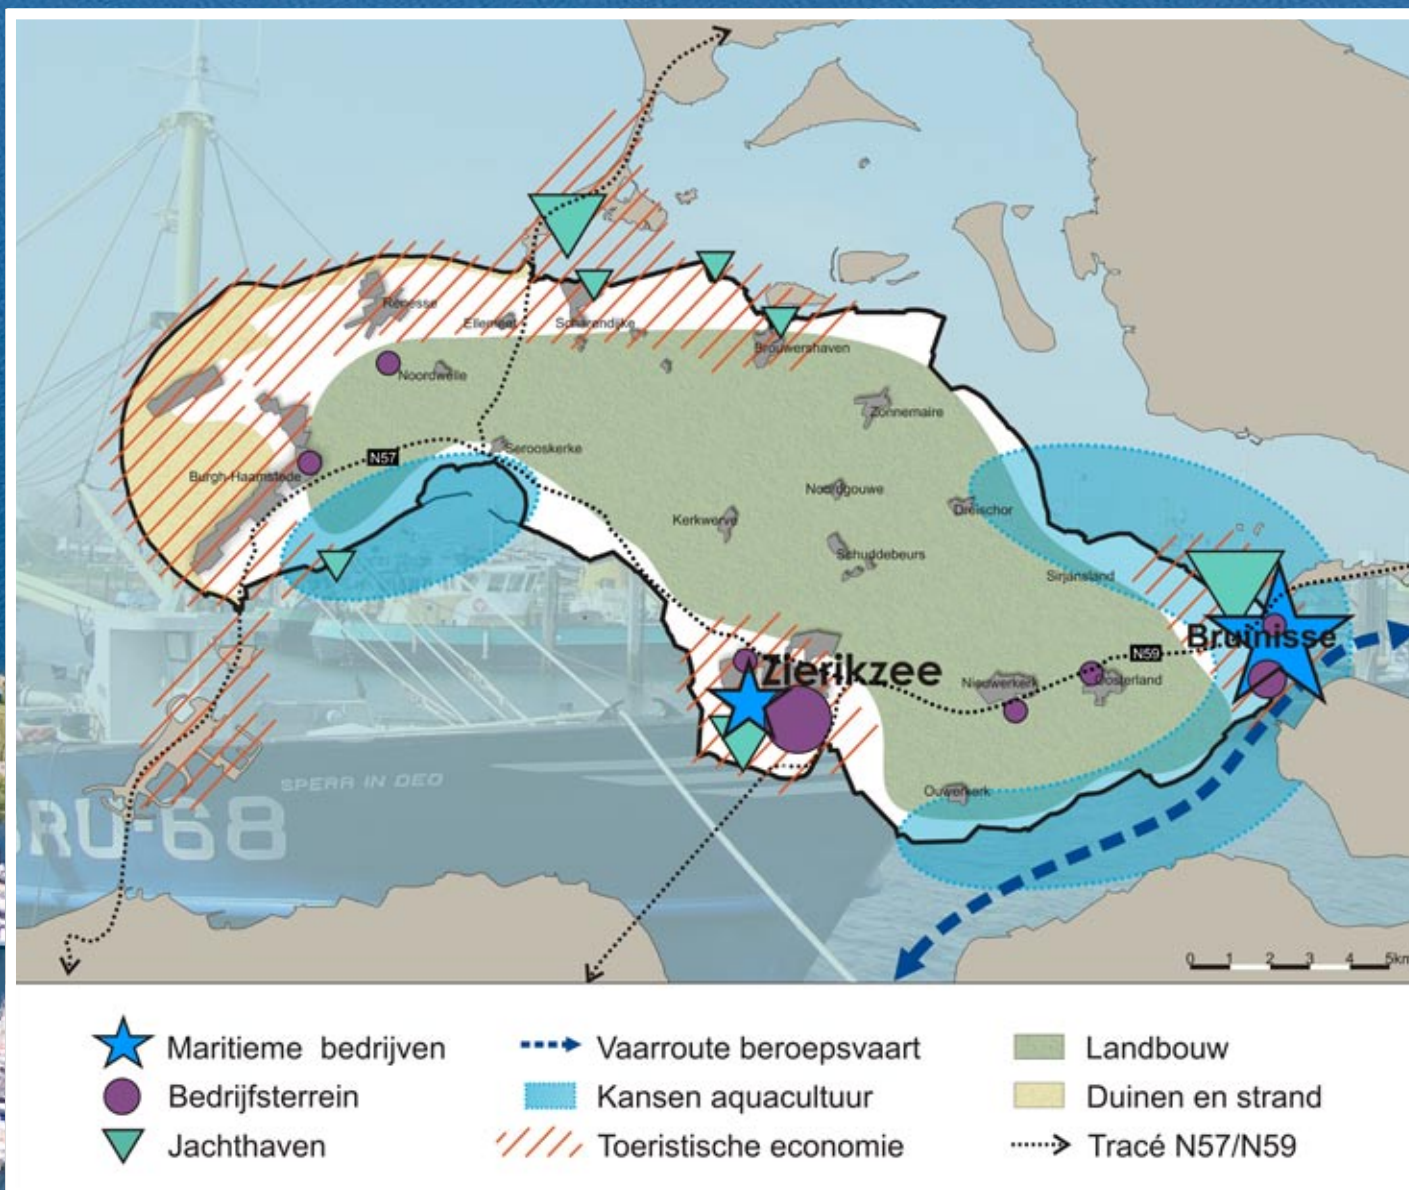 Renesse
Ellemeet
Scharendijke
Brouwershaven
Noordwelle
Zonnemaire
Serooskerke
N57
Burgh-Haamstede
Noordgouwe
Dreischor
Kerkwerve
Schuddebeurs
Sirjansland
Bruinisse
N59
Zierikzee
Nieuwerkerk
Oosterland
SPERA IN DEO
Ouwerkerk
BRU-68
0 1 2 3 4 5km
Maritieme bedrijven
Vaarroute beroepsvaart
Landbouw
Bedrijfsterrein
Kansen aquacultuur
Duinen en strand
Jachthaven
Toeristische economie
Tracé N57/N59